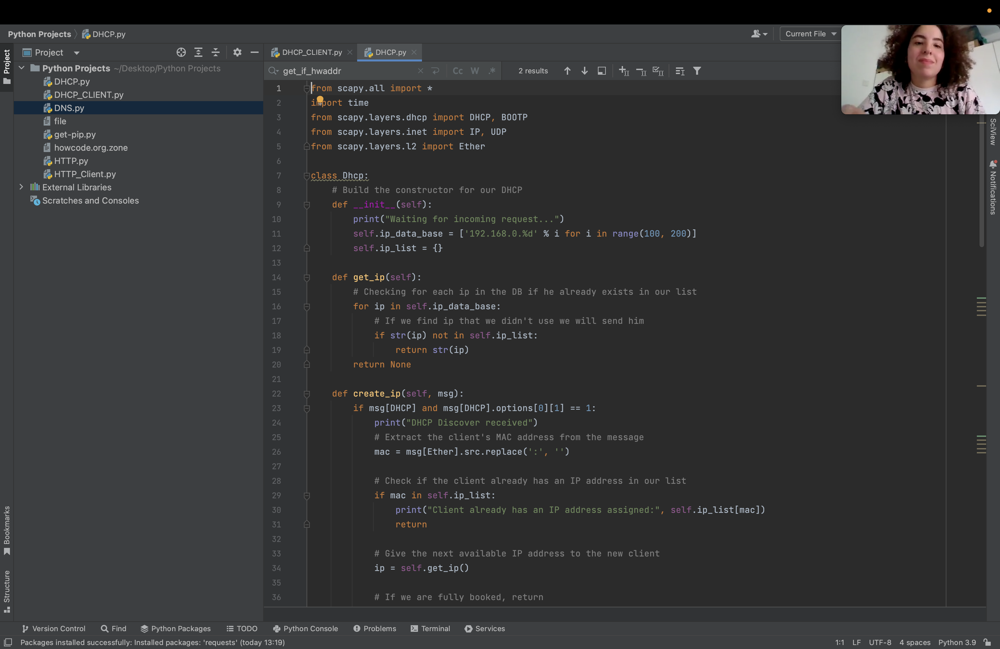 Python Projects DHCP.py
Current File
Project
Project
DHCP_CLIENT.py
DHCP.py
Python Projects ~/Desktop/Python Projects
DHCP.py
DHCP_CLIENT.py
DNS.py
file
get-pip.py
howcode.org.zone
HTTP.py
HTTP_Client.py
External Libraries
Scratches and Consoles
get_if_hwaddr
Cc W .*
2 results
1 from scapy.all import *
2 import time
3 from scapy.layers.dhcp import DHCP, BOOTP
4 from scapy.layers.inet import IP, UDP
5 from scapy.layers.l2 import Ether
6
7 class Dhcp:
8 # Build the constructor for our DHCP
9 def __init__(self):
10 print("Waiting for incoming request...")
11 self.ip_data_base = ['192.168.0.%d' % i for i in range(100, 200)]
12 self.ip_list = {}
13
14 def get_ip(self):
15 # Checking for each ip in the DB if he already exists in our list
16 for ip in self.ip_data_base:
17 # If we find ip that we didn't use we will send him
18 if str(ip) not in self.ip_list:
19 return str(ip)
20 return None
21
22 def create_ip(self, msg):
23 if msg[DHCP] and msg[DHCP].options[0][1] == 1:
24 print("DHCP Discover received")
25 # Extract the client's MAC address from the message
26 mac = msg[Ether].src.replace(':', '')
27
28 # Check if the client already has an IP address in our list
29 if mac in self.ip_list:
30 print("Client already has an IP address assigned:", self.ip_list[mac])
31 return
32
33 # Give the next available IP address to the new client
34 ip = self.get_ip()
35
36 # If we are fully booked, return
SciView
Notifications
Bookmarks
Structure
Version Control
Find
Python Packages
TODO
Python Console
Problems
Terminal
Services
Packages installed successfully: Installed packages: 'requests' (today 13:19)
1:1 LF UTF-8 4 spaces Python 3.9